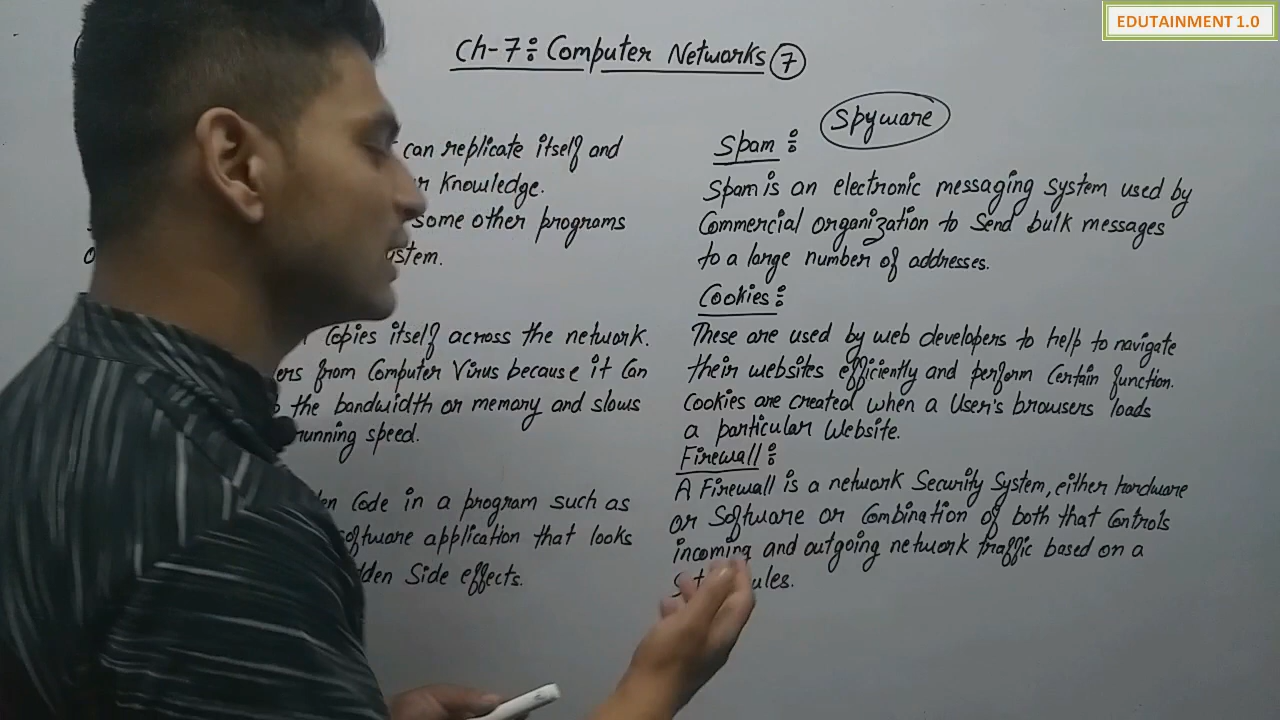 EDUTAINMENT 1.0
Ch-7: Computer Networks 7
can replicate itself and
knowledge.
some other programs
Copies itself across the network.
from Computer Virus because it Can
the bandwidth or memory and slows
running speed.
Code in a program such as
software application that looks
Side effects.
Spyware
Spam:
Spam is an electronic messaging System used by
Commercial organization to Send bulk messages
to a large number of addresses.
Cookies:
These are used by web developers to help to navigate
their websites efficiently and perform Certain function.
Cookies are created when a User's browsers loads
a particular Website.
Firewall:
A Firewall is a network Security System, either hardware
or Software or Combination of both that Controls
incoming and outgoing network traffic based on a